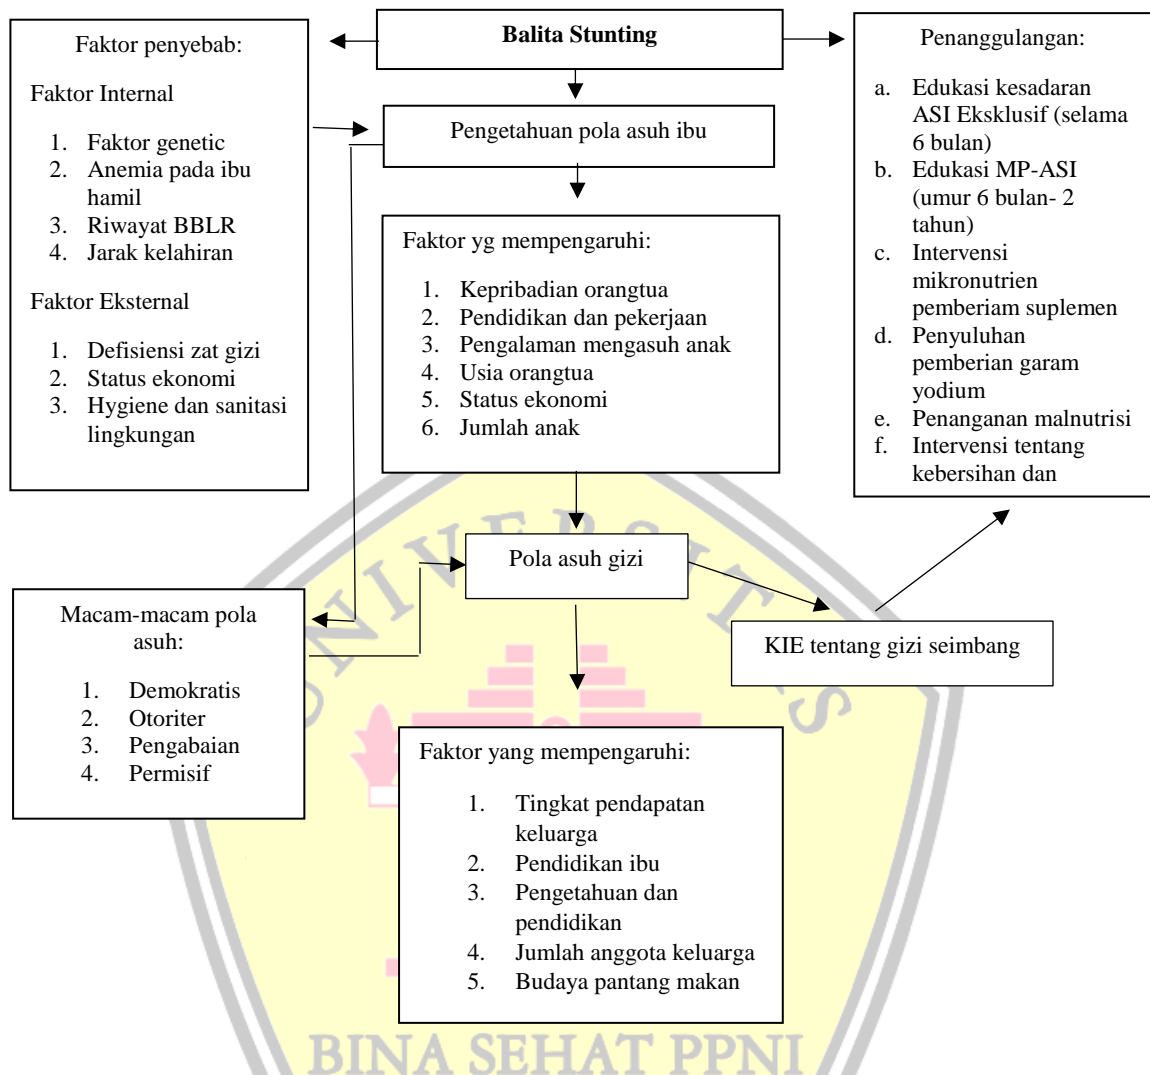 Balita Stunting
Faktor penyebab:
Faktor Internal
1. Faktor genetic
2. Anemia pada ibu
hamil
3. Riwayat BBLR
4. Jarak kelahiran
Faktor Eksternal
1. Defisiensi zat gizi
2. Status ekonomi
3. Hygiene dan sanitasi
lingkungan
Pengetahuan pola asuh ibu
Faktor yg mempengaruhi:
1. Kepribadian orangtua
2. Pendidikan dan pekerjaan
3. Pengalaman mengasuh anak
4. Usia orangtua
5. Status ekonomi
6. Jumlah anak
Penanggulangan:
a. Edukasi kesadaran
ASI Eksklusif (selama
6 bulan)
b. Edukasi MP-ASI
(umur 6 bulan- 2
tahun)
c. Intervensi
mikronutrien
pemberiam suplemen
d. Penyuluhan
pemberian garam
yodium
e. Penanganan malnutrisi
f. Intervensi tentang
kebersihan dan
UNIVERSITAS
Pola asuh gizi
Macam-macam pola
asuh:
1. Demokratis
2. Otoriter
3. Pengabaian
4. Permisif
KIE tentang gizi seimbang
Faktor yang mempengaruhi:
1. Tingkat pendapatan
keluarga
2. Pendidikan ibu
3. Pengetahuan dan
pendidikan
4. Jumlah anggota keluarga
5. Budaya pantang makan
BINA SEHAT PPNI